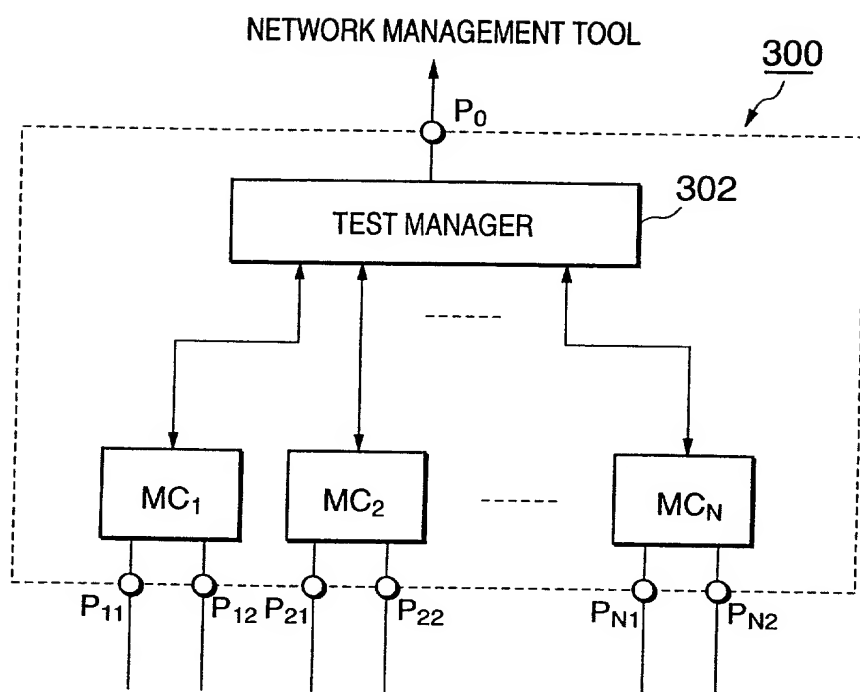 NETWORK MANAGEMENT TOOL
300
P₀
302
TEST MANAGER
MC₁ MC₂ MCN
P₁₁ P₁₂ P₂₁ P₂₂ PN1 PN2